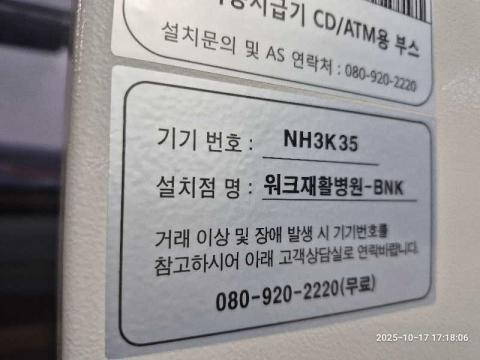 지급기 CD/ATM용 부스
설치문의 및 AS 연락처 : 080-920-2220
기기 번호 : NH3K35
설치점 명 : 워크재활병원-BNK
거래 이상 및 장애 발생 시 기기번호를
참고하시어 아래 고객상담실로 연락바랍니다.
080-920-2220(무료)
2025-10-17 17:18:06